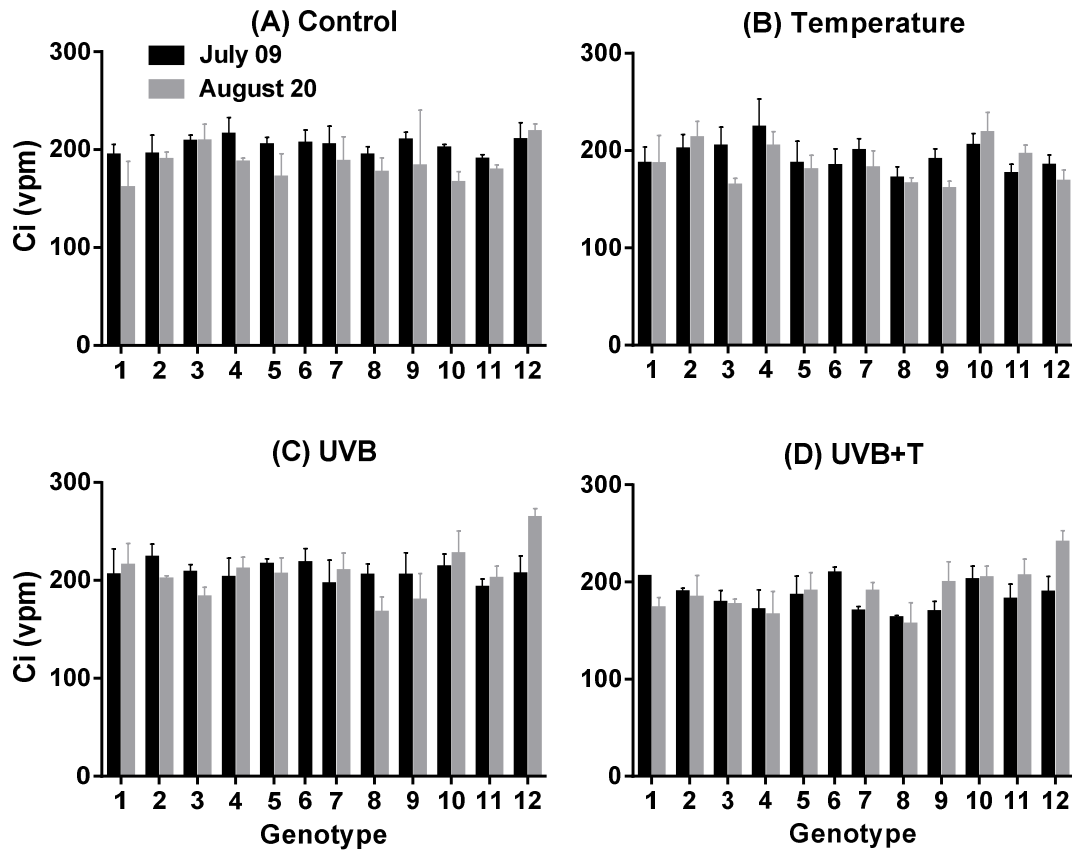 (A) Control
300
200
100
0
Ci (vpm)
July 09
August 20
1 2 3 4 5 6 7 8 9 10 11 12
(B) Temperature
300
200
100
0
1 2 3 4 5 6 7 8 9 10 11 12
(C) UVB
300
200
100
0
Ci (vpm)
1 2 3 4 5 6 7 8 9 10 11 12
Genotype
(D) UVB+T
300
200
100
0
1 2 3 4 5 6 7 8 9 10 11 12
Genotype